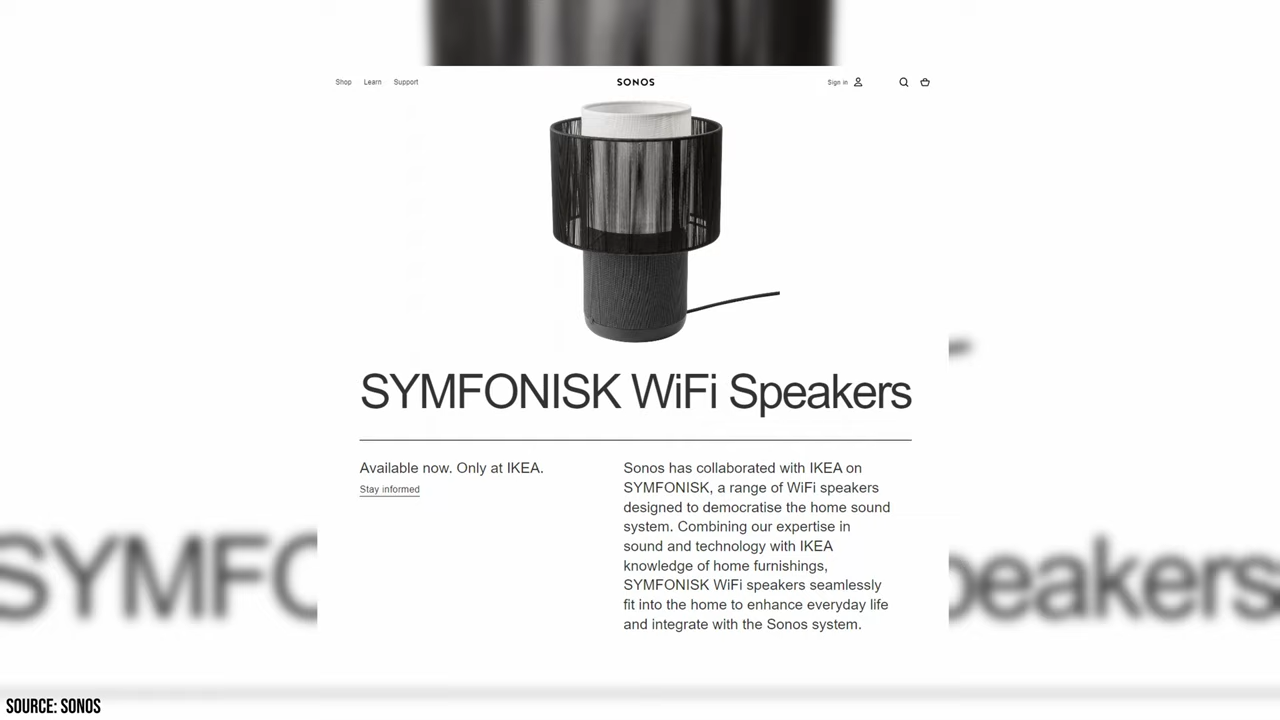 Shop Learn Support SONOS Sign in
SYMFONISK WiFi Speakers
Available now. Only at IKEA.
Stay informed
Sonos has collaborated with IKEA on
SYMFONISK, a range of WiFi speakers
designed to democratise the home sound
system. Combining our expertise in
sound and technology with IKEA
knowledge of home furnishings,
SYMFONISK WiFi speakers seamlessly
fit into the home to enhance everyday life
and integrate with the Sonos system.
SYMFO
peakers
SOURCE: SONOS